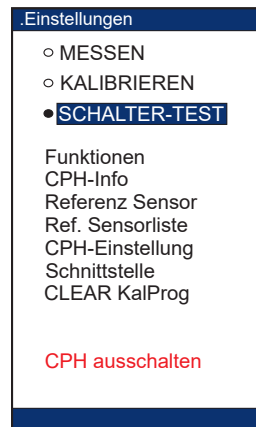 .Einstellungen
MESSEN
KALIBRIEREN
SCHALTER-TEST
Funktionen
CPH-Info
Referenz Sensor
Ref. Sensorliste
CPH-Einstellung
Schnittstelle
CLEAR KalProg
CPH ausschalten